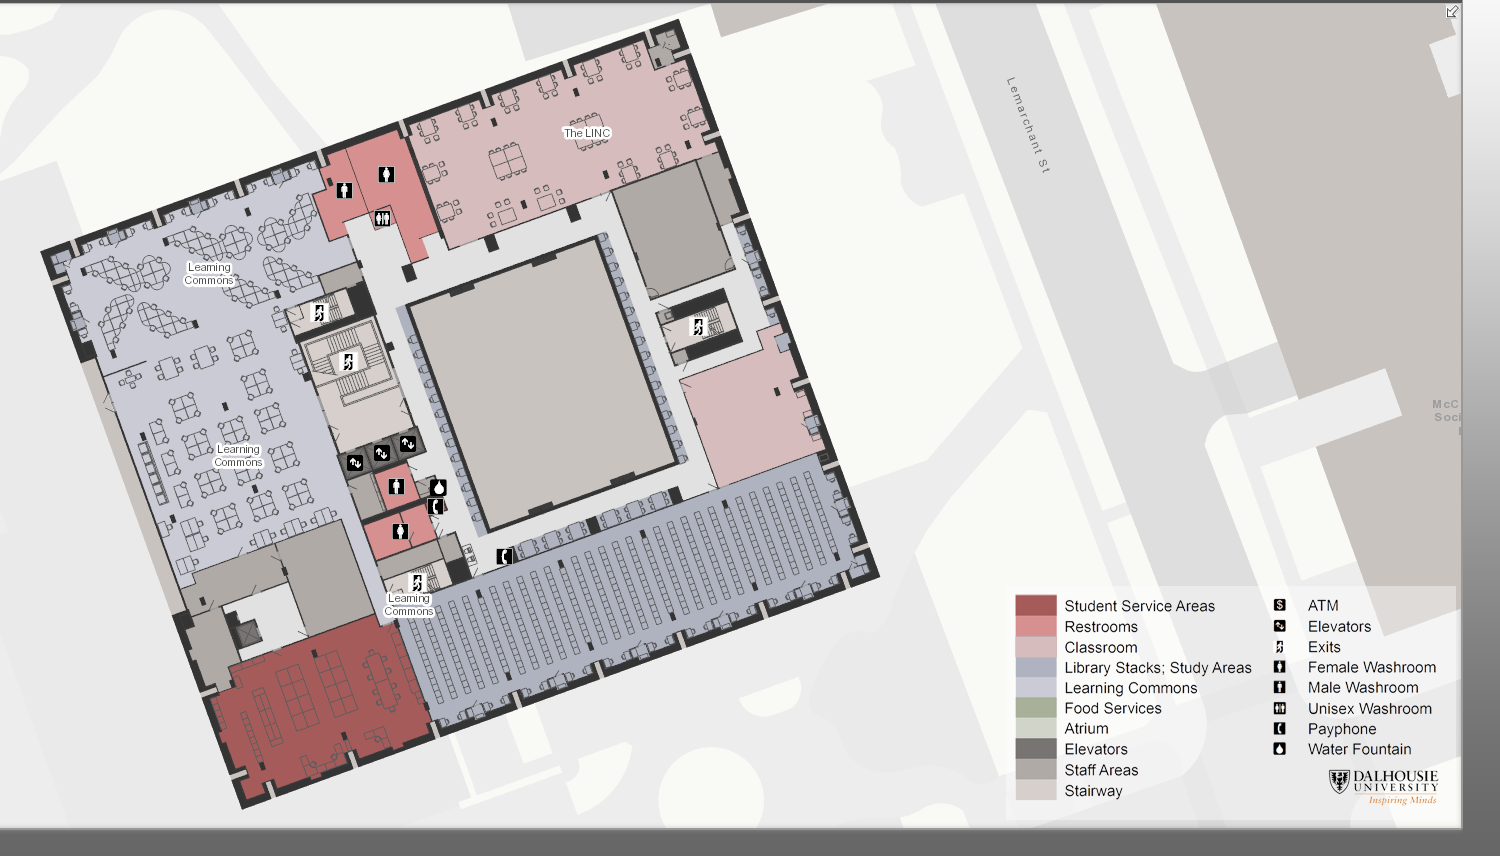 Lemarchant St
The LINC
Learning
Commons
Learning
Commons
Learning
Commons
McC
Soci
Student Service Areas
Restrooms
Classroom
Library Stacks; Study Areas
Learning Commons
Food Services
Atrium
Elevators
Staff Areas
Stairway
$ ATM
Elevators
Exits
Female Washroom
Male Washroom
Unisex Washroom
Payphone
Water Fountain
DALHOUSIE
UNIVERSITY
Inspiring Minds